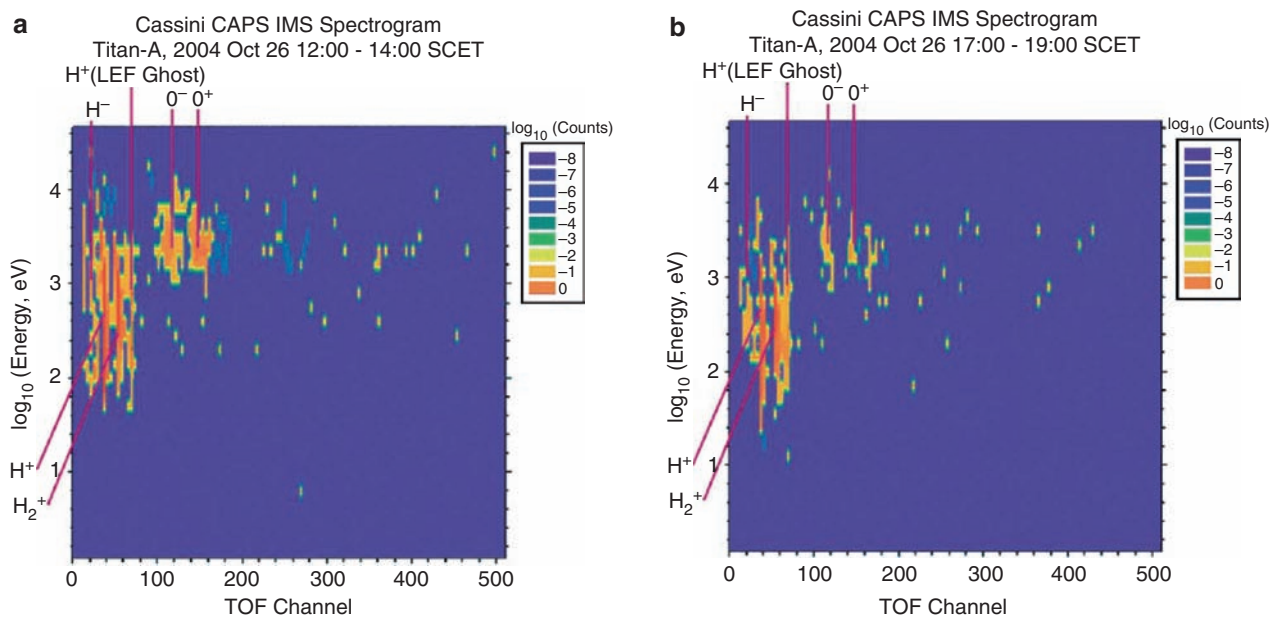 a
Cassini CAPS IMS Spectrogram
Titan-A, 2004 Oct 26 12:00 - 14:00 SCET
H+(LEF Ghost)
H–
0–
0+
log10 (Counts)
–8
–7
–6
–5
–4
–3
–2
–1
0
log10 (Energy, eV)
4
3
2
1
H+
H2+
0
100
200
300
400
500
TOF Channel
b
Cassini CAPS IMS Spectrogram
Titan-A, 2004 Oct 26 17:00 - 19:00 SCET
H+(LEF Ghost)
H–
0–
0+
log10 (Counts)
–8
–7
–6
–5
–4
–3
–2
–1
0
log10 (Energy, eV)
4
3
2
1
H+
H2+
0
100
200
300
400
500
TOF Channel